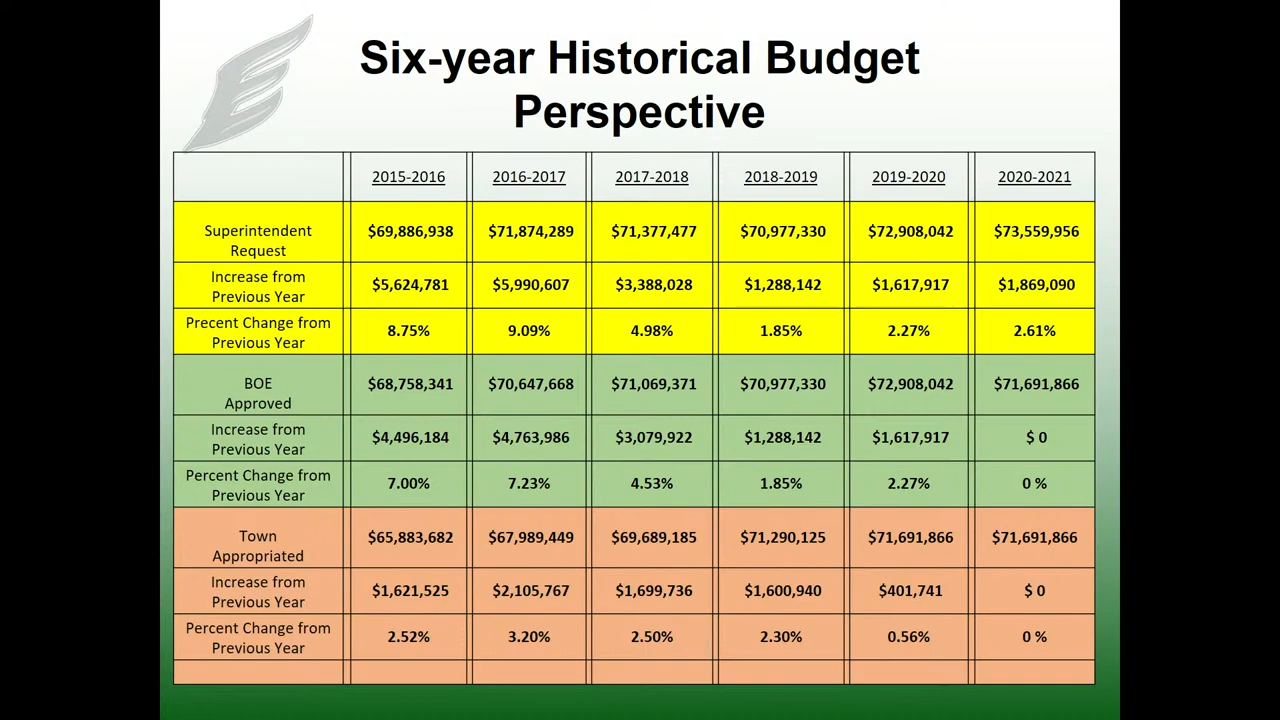 Six-year Historical Budget
Perspective
2015-2016 2016-2017 2017-2018 2018-2019 2019-2020 2020-2021
Superintendent
Request $69,886,938 $71,874,289 $71,377,477 $70,977,330 $72,908,042 $73,559,956
Increase from
Previous Year $5,624,781 $5,990,607 $3,388,028 $1,288,142 $1,617,917 $1,869,090
Precent Change from
Previous Year 8.75% 9.09% 4.98% 1.85% 2.27% 2.61%
BOE
Approved $68,758,341 $70,647,668 $71,069,371 $70,977,330 $72,908,042 $71,691,866
Increase from
Previous Year $4,496,184 $4,763,986 $3,079,922 $1,288,142 $1,617,917 $ 0
Percent Change from
Previous Year 7.00% 7.23% 4.53% 1.85% 2.27% 0 %
Town
Appropriated $65,883,682 $67,989,449 $69,689,185 $71,290,125 $71,691,866 $71,691,866
Increase from
Previous Year $1,621,525 $2,105,767 $1,699,736 $1,600,940 $401,741 $ 0
Percent Change from
Previous Year 2.52% 3.20% 2.50% 2.30% 0.56% 0 %